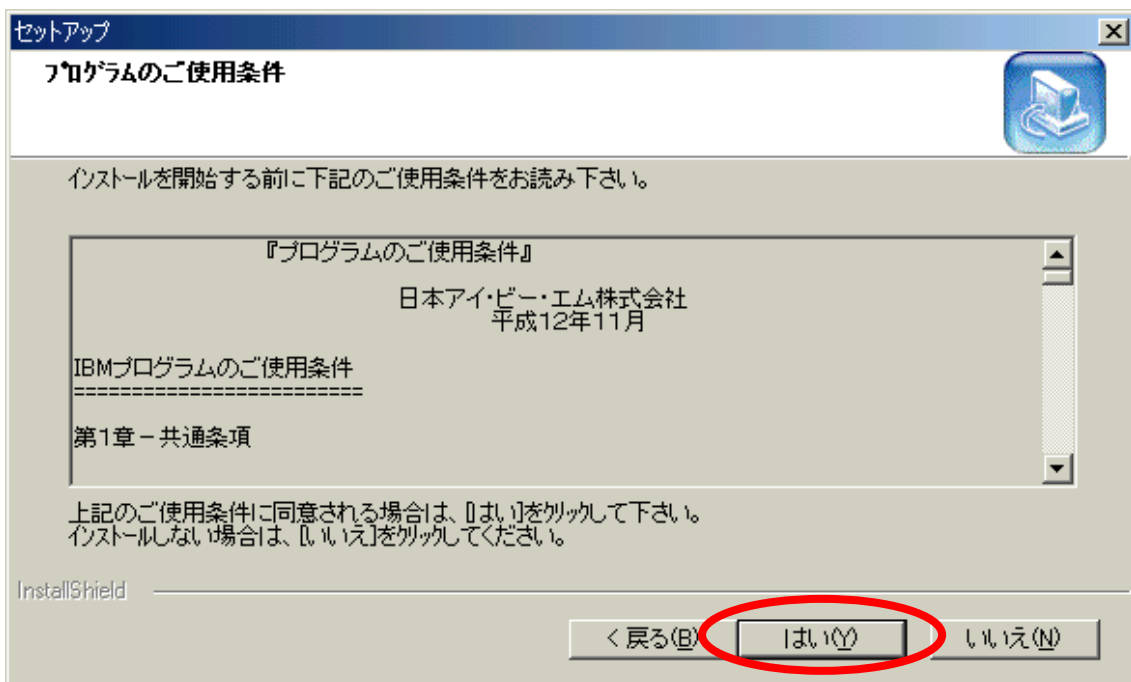 セットアップ
プログラムのご使用条件
インストールを開始する前に下記のご使用条件をお読み下さい。
『プログラムのご使用条件』
日本アイ・ビー・エム株式会社
平成12年11月
IBMプログラムのご使用条件
=========================
第1章－共通条項
上記のご使用条件に同意される場合は、[はい]をクリックして下さい。
インストールしない場合は、[いいえ]をクリックしてください。
InstallShield
< 戻る(B) はい(Y) いいえ(N)